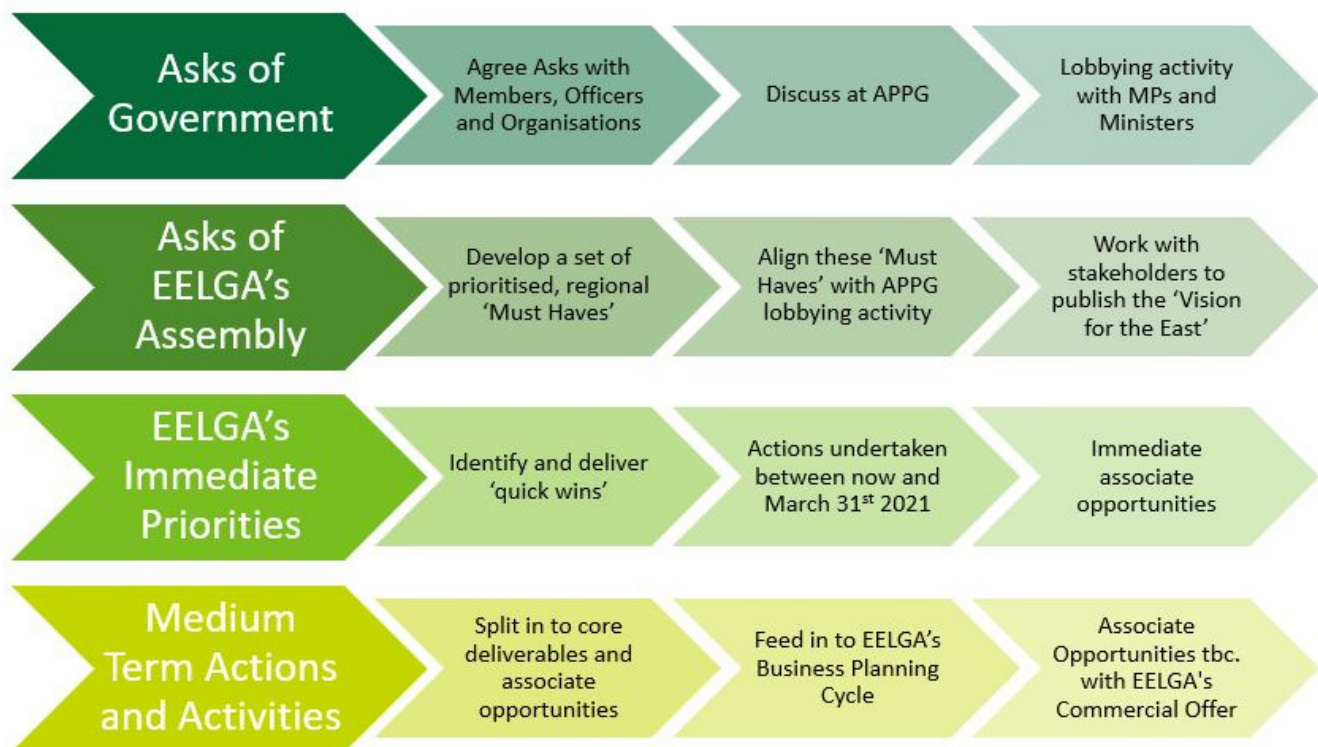 Asks of
Government
Agree Asks with
Members, Officers
and Organisations
Discuss at APPG
Lobbying activity
with MPs and
Ministers
Asks of
EELGA’s
Assembly
Develop a set of
prioritised, regional
‘Must Haves’
Align these ‘Must
Haves’ with APPG
lobbying activity
Work with
stakeholders to
publish the ‘Vision
for the East’
EELGA’s
Immediate
Priorities
Identify and deliver
‘quick wins’
Actions undertaken
between now and
March 31st 2021
Immediate
associate
opportunities
Medium
Term Actions
and Activities
Split in to core
deliverables and
associate
opportunities
Feed in to EELGA’s
Business Planning
Cycle
Associate
Opportunities tbc.
with EELGA's
Commercial Offer